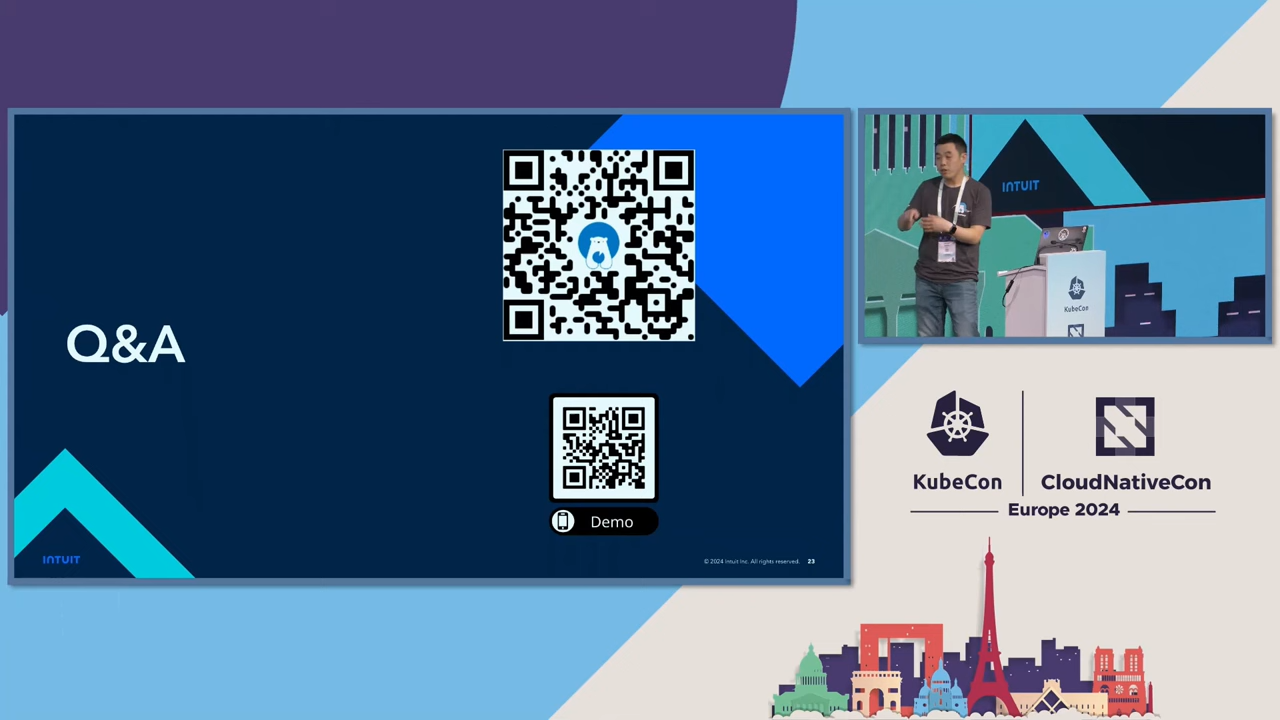 Q&A
Demo
INTUIT
© 2024 Intuit Inc. All rights reserved. 23
INTUIT
KubeCon
KubeCon
CloudNativeCon
Europe 2024